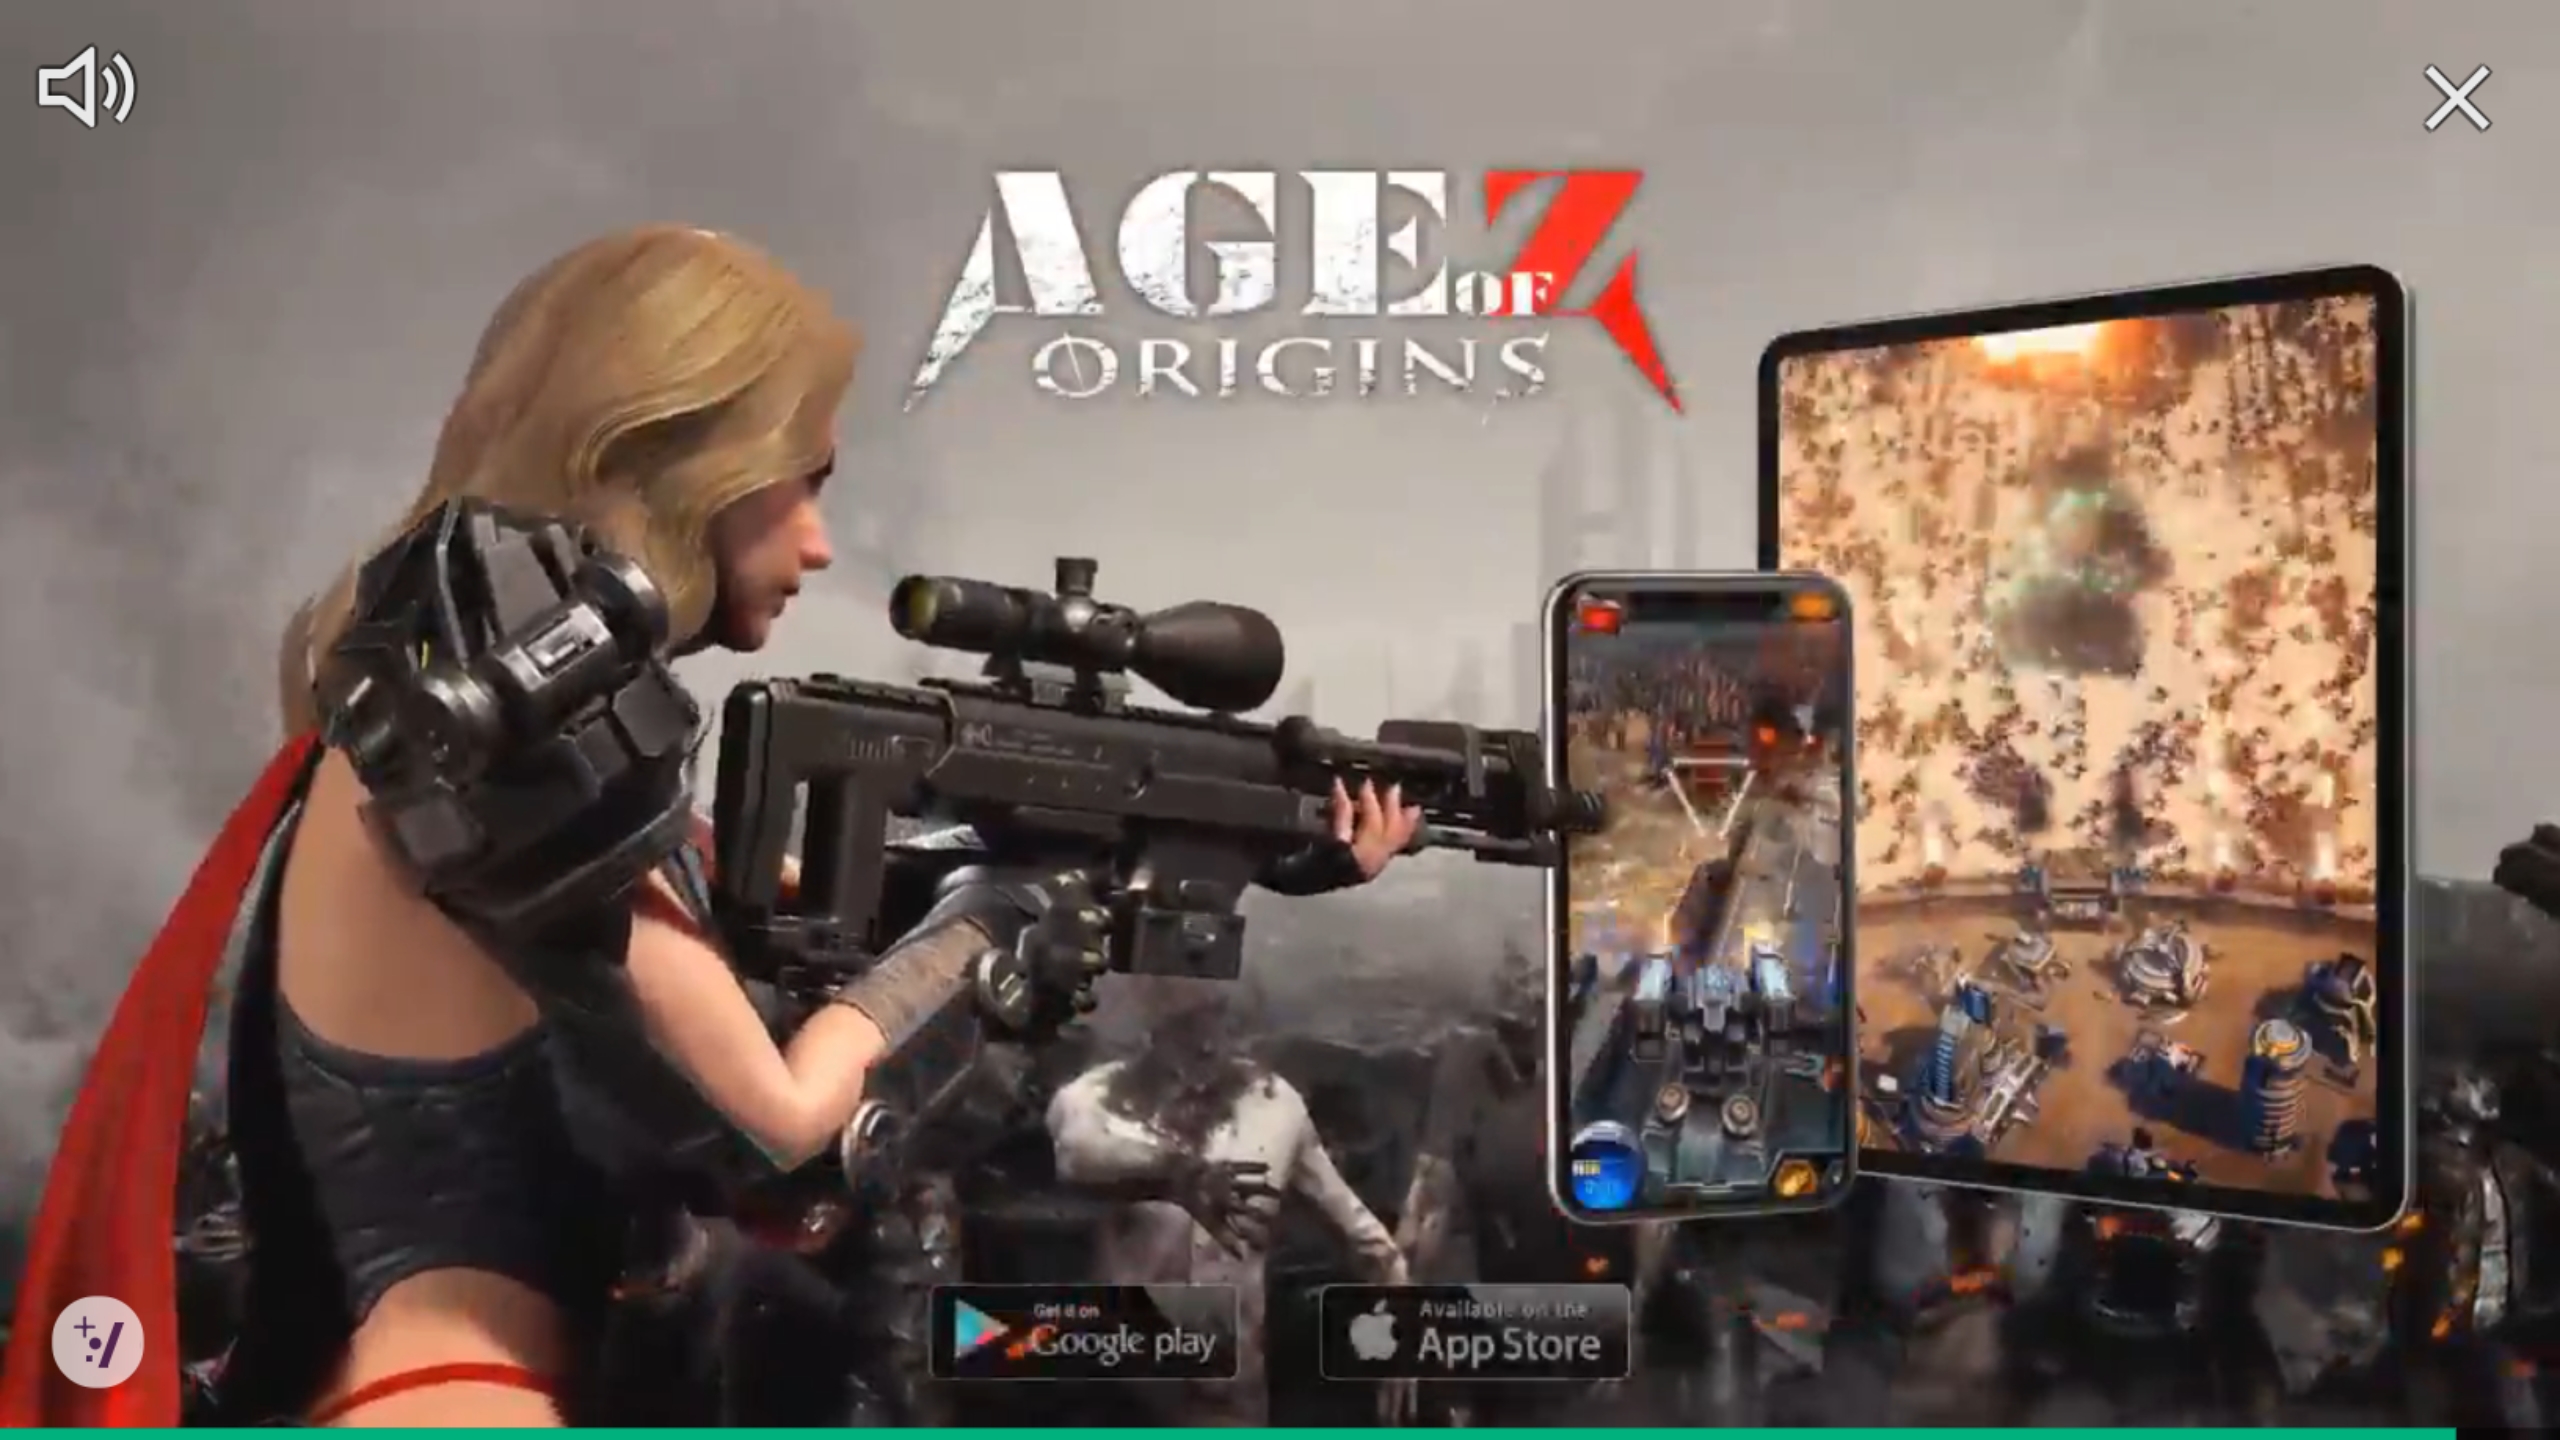 AGE OF Z
ORIGINS
Get it on
Google play
Available on the
App Store